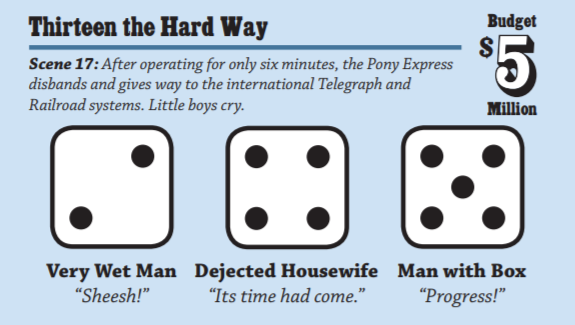 Thirteen the Hard Way
Budget
$5
Million
Scene 17: After operating for only six minutes, the Pony Express
disbands and gives way to the international Telegraph and
Railroad systems. Little boys cry.
Very Wet Man
“Sheesh!”
Dejected Housewife
“Its time had come.”
Man with Box
“Progress!”